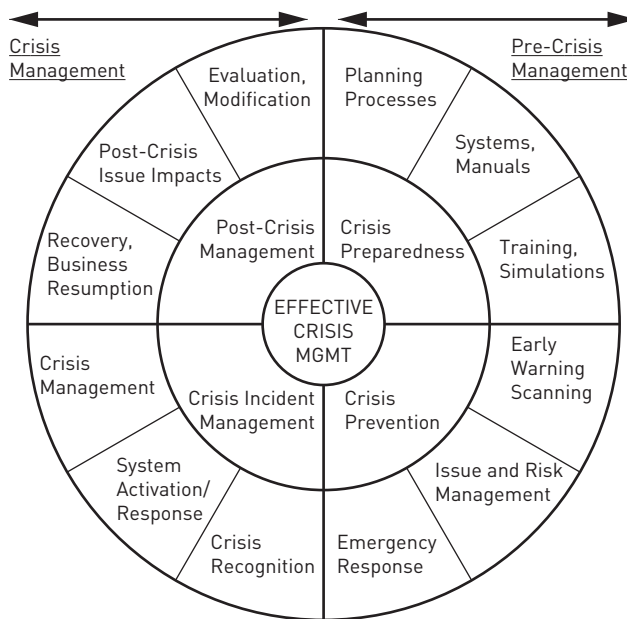 Crisis
Management
Pre-Crisis
Management
Evaluation,
Modification
Planning
Processes
Post-Crisis
Issue Impacts
Systems,
Manuals
Recovery,
Business
Resumption
Post-Crisis
Management
Crisis
Preparedness
Training,
Simulations
EFFECTIVE
CRISIS
MGMT
Crisis
Management
Crisis Incident
Management
Crisis
Prevention
Early
Warning
Scanning
System
Activation/
Response
Issue and Risk
Management
Crisis
Recognition
Emergency
Response